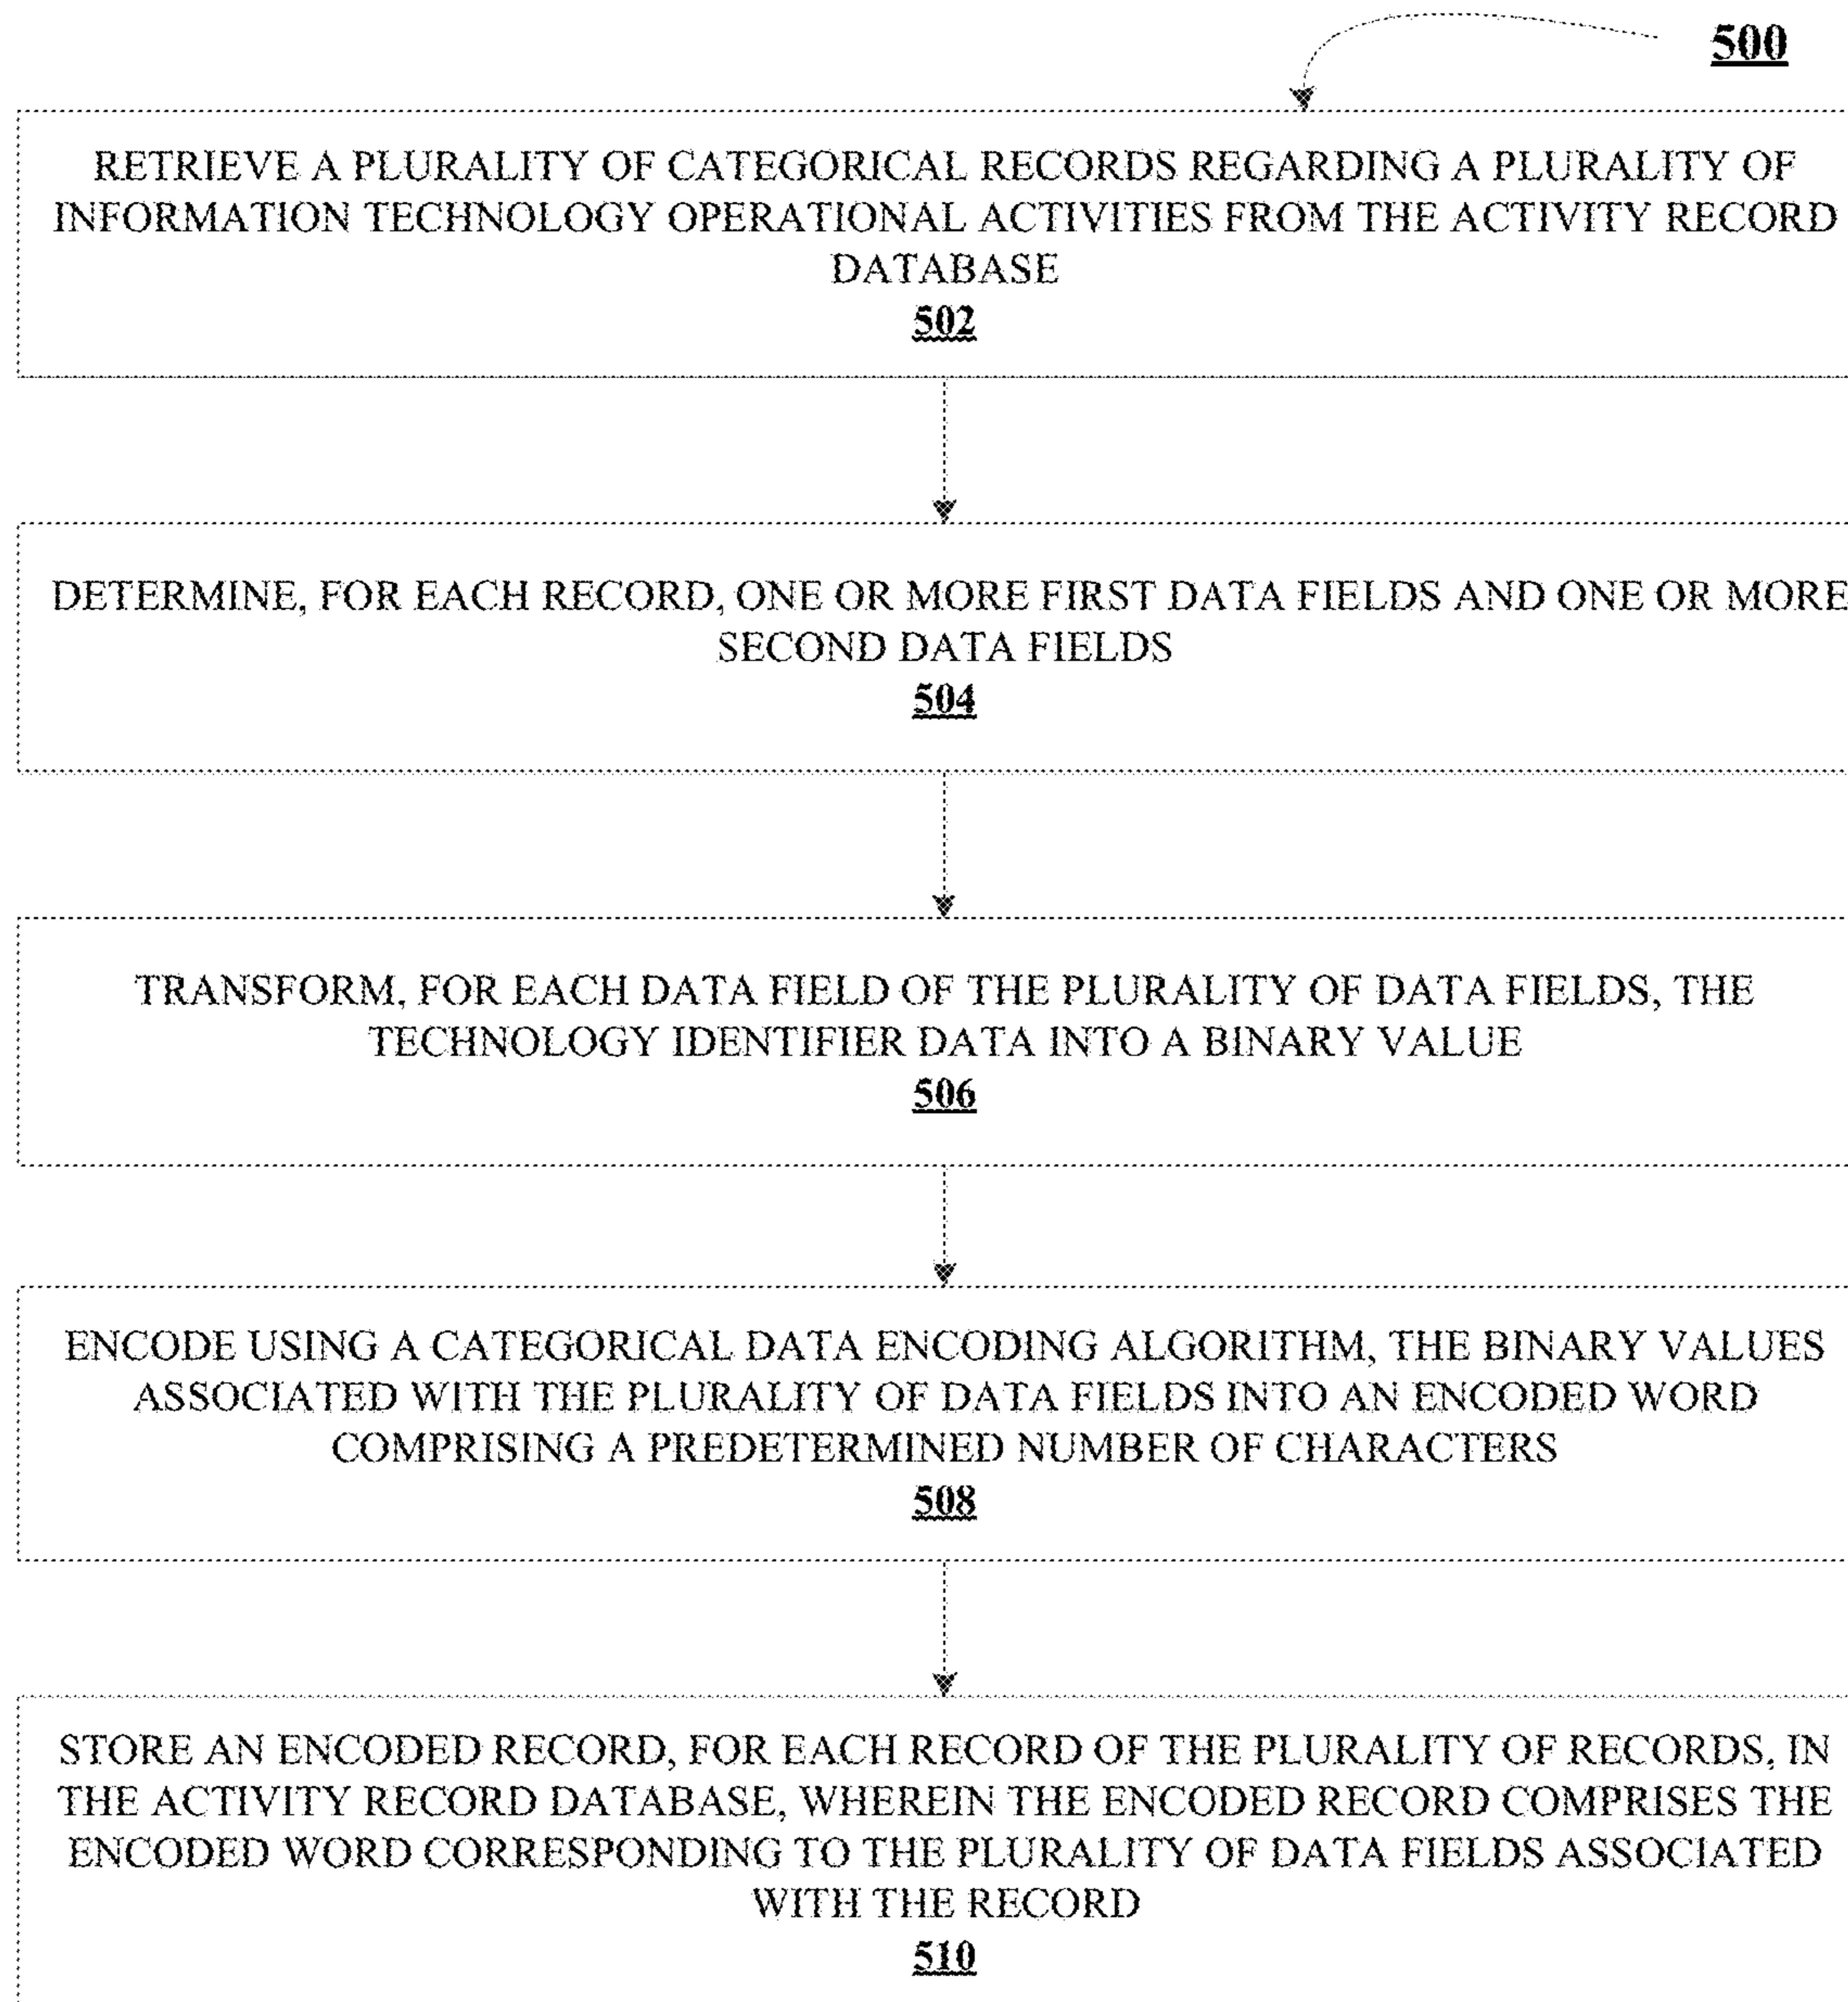 500
RETRIEVE A PLURALITY OF CATEGORICAL RECORDS REGARDING A PLURALITY OF
INFORMATION TECHNOLOGY OPERATIONAL ACTIVITIES FROM THE ACTIVITY RECORD
DATABASE
502
DETERMINE, FOR EACH RECORD, ONE OR MORE FIRST DATA FIELDS AND ONE OR MORE
SECOND DATA FIELDS
504
TRANSFORM, FOR EACH DATA FIELD OF THE PLURALITY OF DATA FIELDS, THE
TECHNOLOGY IDENTIFIER DATA INTO A BINARY VALUE
506
ENCODE USING A CATEGORICAL DATA ENCODING ALGORITHM, THE BINARY VALUES
ASSOCIATED WITH THE PLURALITY OF DATA FIELDS INTO AN ENCODED WORD
COMPRISING A PREDETERMINED NUMBER OF CHARACTERS
508
STORE AN ENCODED RECORD, FOR EACH RECORD OF THE PLURALITY OF RECORDS, IN
THE ACTIVITY RECORD DATABASE, WHEREIN THE ENCODED RECORD COMPRISES THE
ENCODED WORD CORRESPONDING TO THE PLURALITY OF DATA FIELDS ASSOCIATED
WITH THE RECORD
510